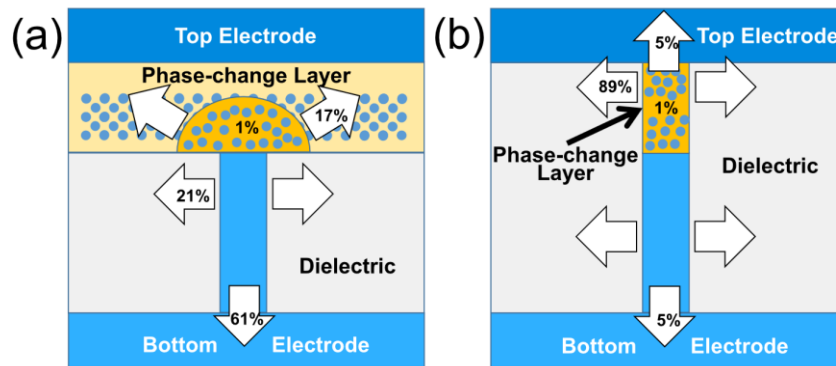 (a)
Top Electrode
Phase-change Layer
1%
17%
21%
Dielectric
61%
Bottom Electrode
(b)
5%
Top Electrode
89%
1%
Phase-change
Layer
Dielectric
5%
Bottom Electrode